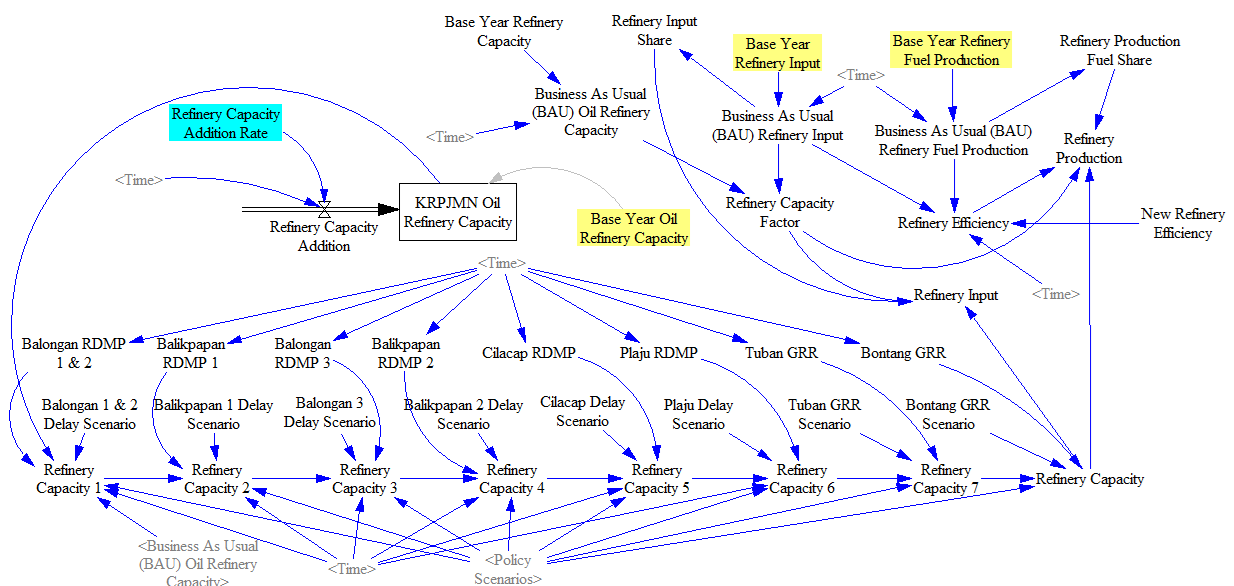 Base Year Refinery
Capacity
Refinery Input
Share
Base Year
Refinery Input
Base Year Refinery
Fuel Production
Refinery Production
Fuel Share
<Time>
Refinery Capacity
Addition Rate
Business As Usual
(BAU) Oil Refinery
Capacity
<Time>
Business As Usual
(BAU) Refinery Input
Business As Usual (BAU)
Refinery Fuel Production
Refinery
Production
<Time>
KRPJMN Oil
Refinery Capacity
Refinery Capacity
Addition
Base Year Oil
Refinery Capacity
Refinery Capacity
Factor
Refinery Efficiency
New Refinery
Efficiency
<Time>
Refinery Input
<Time>
Balongan RDMP
1 & 2
Balikpapan
RDMP 1
Balongan
RDMP 3
Balikpapan
RDMP 2
Cilacap RDMP
Plaju RDMP
Tuban GRR
Bontang GRR
Balongan 1 & 2
Delay Scenario
Balikpapan 1 Delay
Scenario
Balongan 3
Delay Scenario
Balikpapan 2 Delay
Scenario
Cilacap Delay
Scenario
Plaju Delay
Scenario
Tuban GRR
Scenario
Bontang GRR
Scenario
Refinery
Capacity 1
Refinery
Capacity 2
Refinery
Capacity 3
Refinery
Capacity 4
Refinery
Capacity 5
Refinery
Capacity 6
Refinery
Capacity 7
Refinery Capacity
<Business As Usual
(BAU) Oil Refinery
Capacity>
<Time>
<Policy
Scenarios>